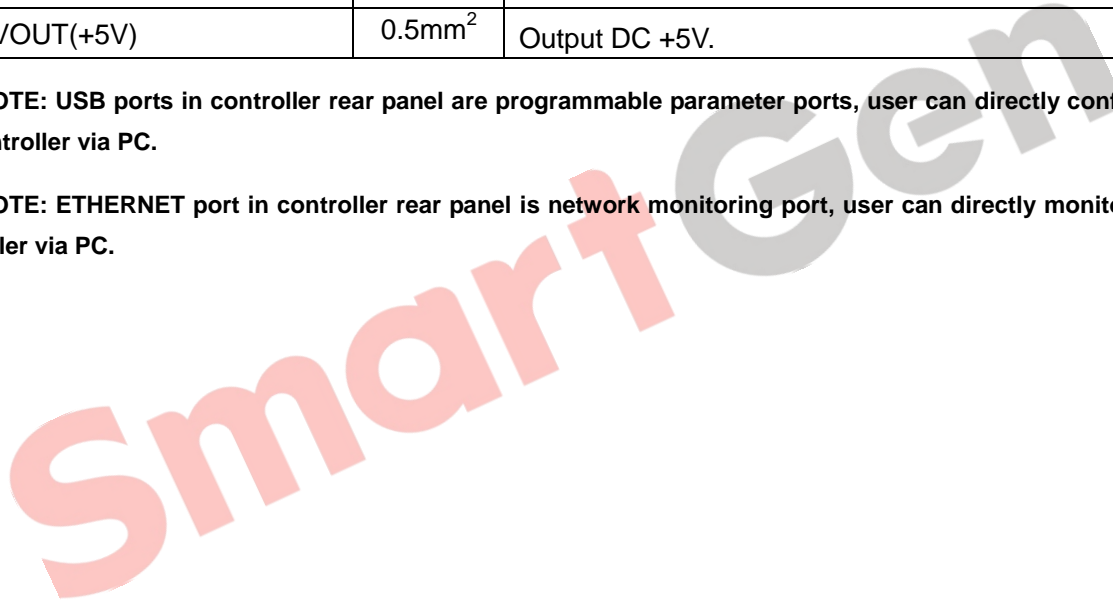 VOUT(+5V) 0.5mm² Output DC +5V.
OTE: USB ports in controller rear panel are programmable parameter ports, user can directly conf
ntroller via PC.
OTE: ETHERNET port in controller rear panel is network monitoring port, user can directly monito
ller via PC.
SmartGen